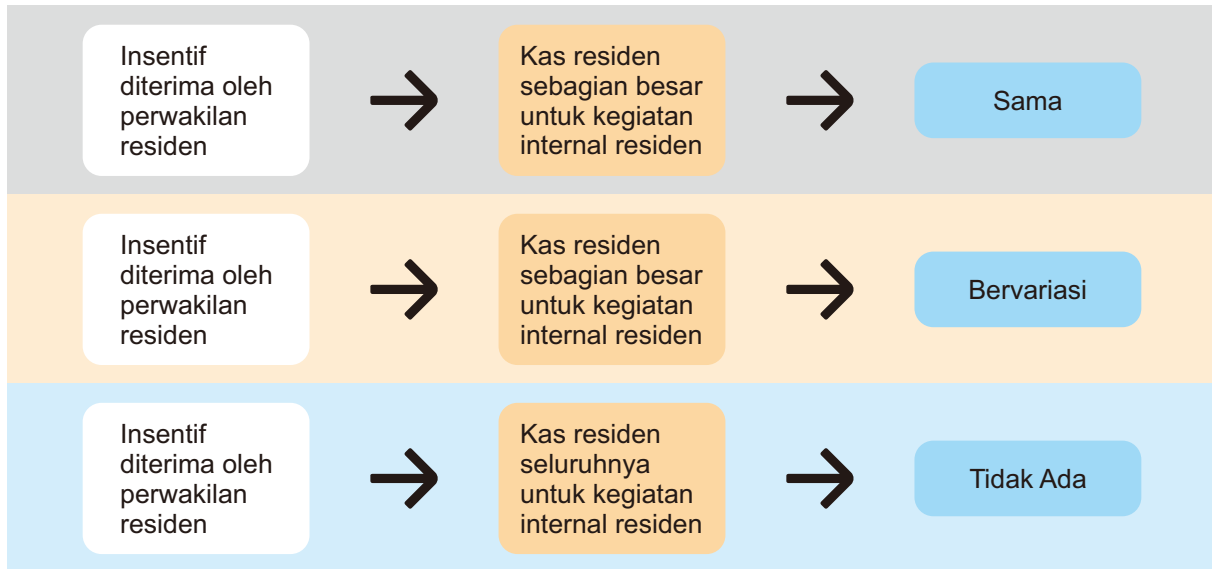 Insentif
diterima oleh
perwakilan
residen
Kas residen
sebagian besar
untuk kegiatan
internal residen
Sama
Insentif
diterima oleh
perwakilan
residen
Kas residen
sebagian besar
untuk kegiatan
internal residen
Bervariasi
Insentif
diterima oleh
perwakilan
residen
Kas residen
seluruhnya
untuk kegiatan
internal residen
Tidak Ada